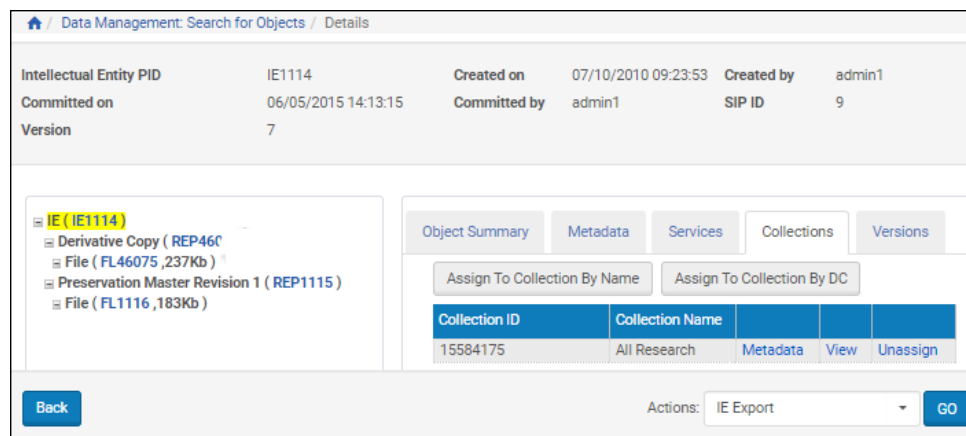 / Data Management: Search for Objects / Details
Intellectual Entity PID IE1114 Created on 07/10/2010 09:23:53 Created by admin1
Committed on 06/05/2015 14:13:15 Committed by admin1 SIP ID 9
Version 7
IE ( IE1114 )
Derivative Copy (
File ( FL46075 ,237Kb )
Preservation Master Revision 1 ( REP1115 )
File ( FL1116 ,183Kb )
Object Summary Metadata Services Collections Versions
Assign To Collection By Name Assign To Collection By DC
Collection ID Collection Name
15584175 All Research Metadata View Unassign
Back Actions: IE Export GO